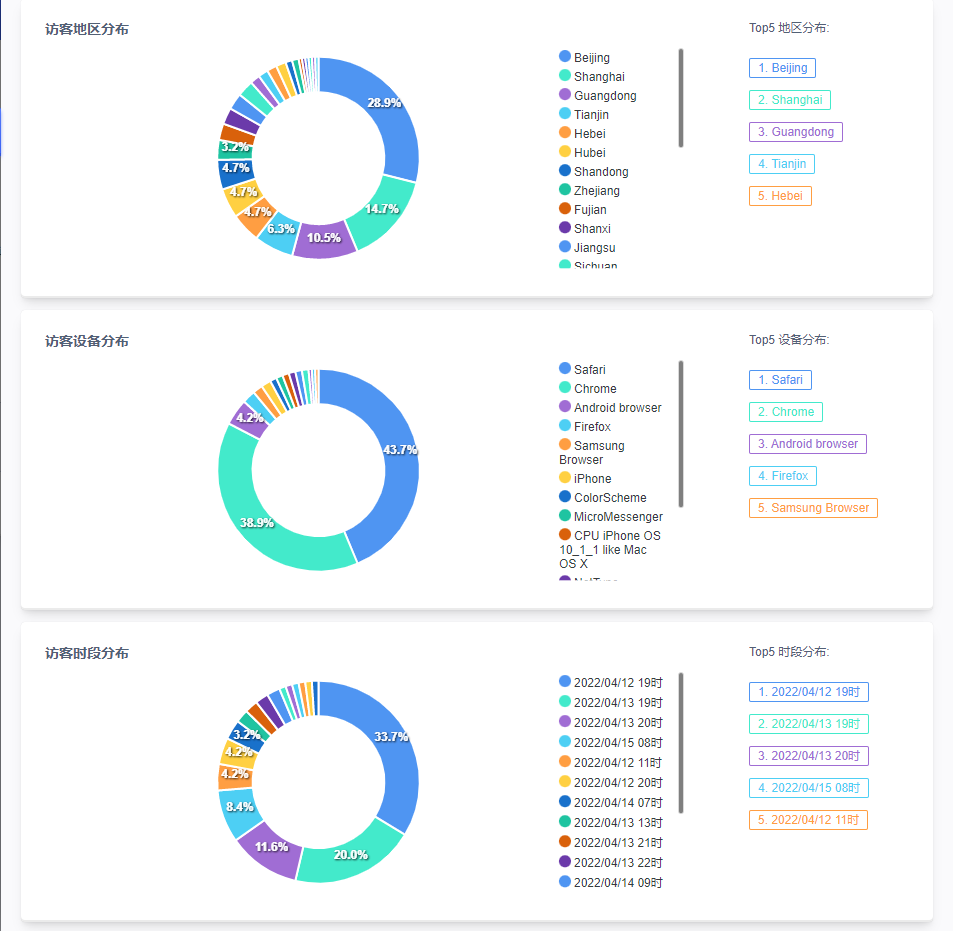 访客地区分布
28.9%
14.7%
10.5%
6.3%
4.7%
4.7%
4.7%
3.2%
Beijing
Shanghai
Guangdong
Tianjin
Hebei
Hubei
Shandong
Zhejiang
Fujian
Shanxi
Jiangsu
Sichuan
Top5 地区分布:
1. Beijing
2. Shanghai
3. Guangdong
4. Tianjin
5. Hebei
访客设备分布
43.7%
38.9%
4.2%
Safari
Chrome
Android browser
Firefox
Samsung
Browser
iPhone
ColorScheme
MicroMessenger
CPU iPhone OS
10_1_1 like Mac
OS X
NetType
Top5 设备分布:
1. Safari
2. Chrome
3. Android browser
4. Firefox
5. Samsung Browser
访客时段分布
33.7%
20.0%
11.6%
8.4%
4.2%
4.2%
3.2%
2022/04/12 19时
2022/04/13 19时
2022/04/13 20时
2022/04/15 08时
2022/04/12 11时
2022/04/12 20时
2022/04/14 07时
2022/04/13 13时
2022/04/13 21时
2022/04/13 22时
2022/04/14 09时
Top5 时段分布:
1. 2022/04/12 19时
2. 2022/04/13 19时
3. 2022/04/13 20时
4. 2022/04/15 08时
5. 2022/04/12 11时